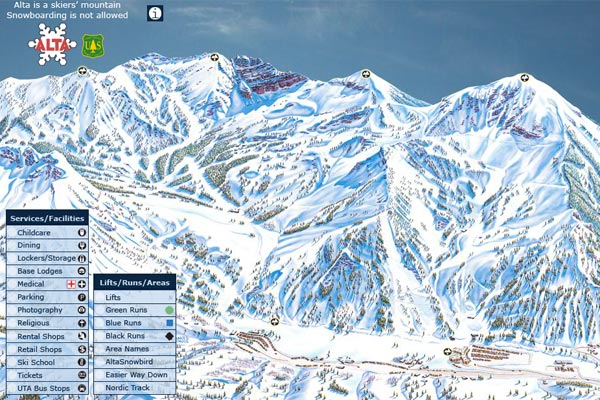 Alta is a skiers' mountain
Snowboarding is not allowed
i
ALTA
U S
Services/Facilities
Childcare
Dining
Lockers/Storage
Base Lodges
Medical
Parking
P
Photography
Religious
Rental Shops
Retail Shops
Ski School
Tickets
UTA Bus Stops
Lifts/Runs/Areas
Lifts
Green Runs
Blue Runs
Black Runs
Area Names
AltaSnowbird
Easier Way Down
Nordic Track